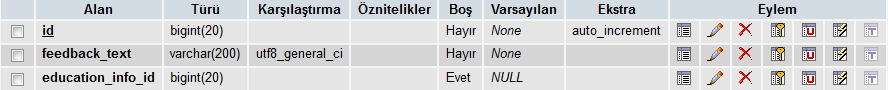 Alan Türü Karşılaştırma Öznitelikler Boş Varsayılan Ekstra Eylem
id bigint(20) Hayır None auto_increment
feedback_text varchar(200) utf8_general_ci Hayır None
education_info_id bigint(20) Evet NULL